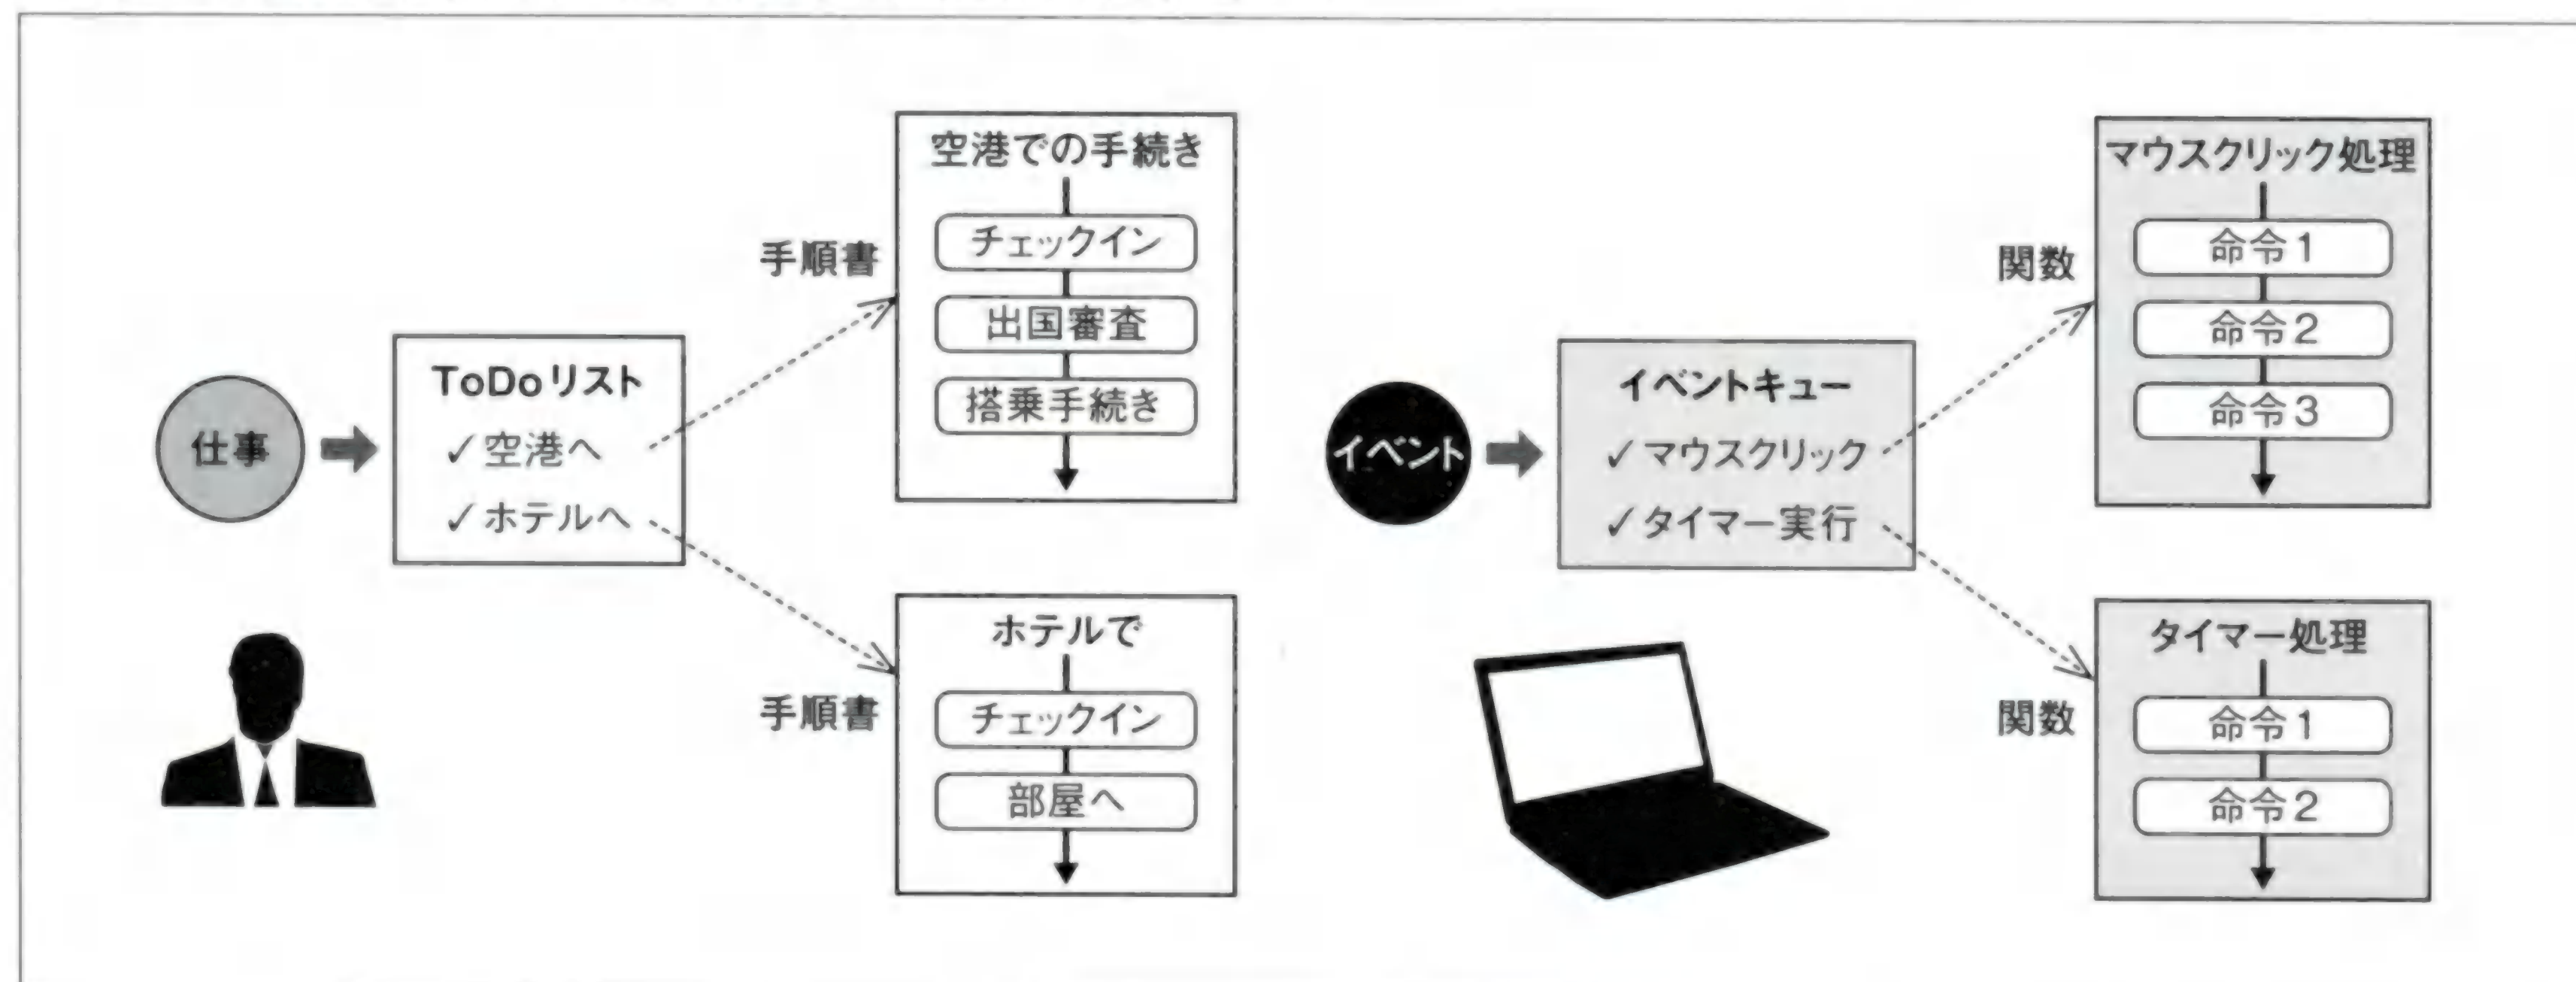 仕事
ToDoリスト
✓空港へ
✓ホテルへ
手順書
空港での手続き
チェックイン
出国審査
搭乗手続き
手順書
ホテルで
チェックイン
部屋へ
イベント
イベントキュー
✓マウスクリック
✓タイマー実行
関数
マウスクリック処理
命令1
命令2
命令3
関数
タイマー処理
命令1
命令2